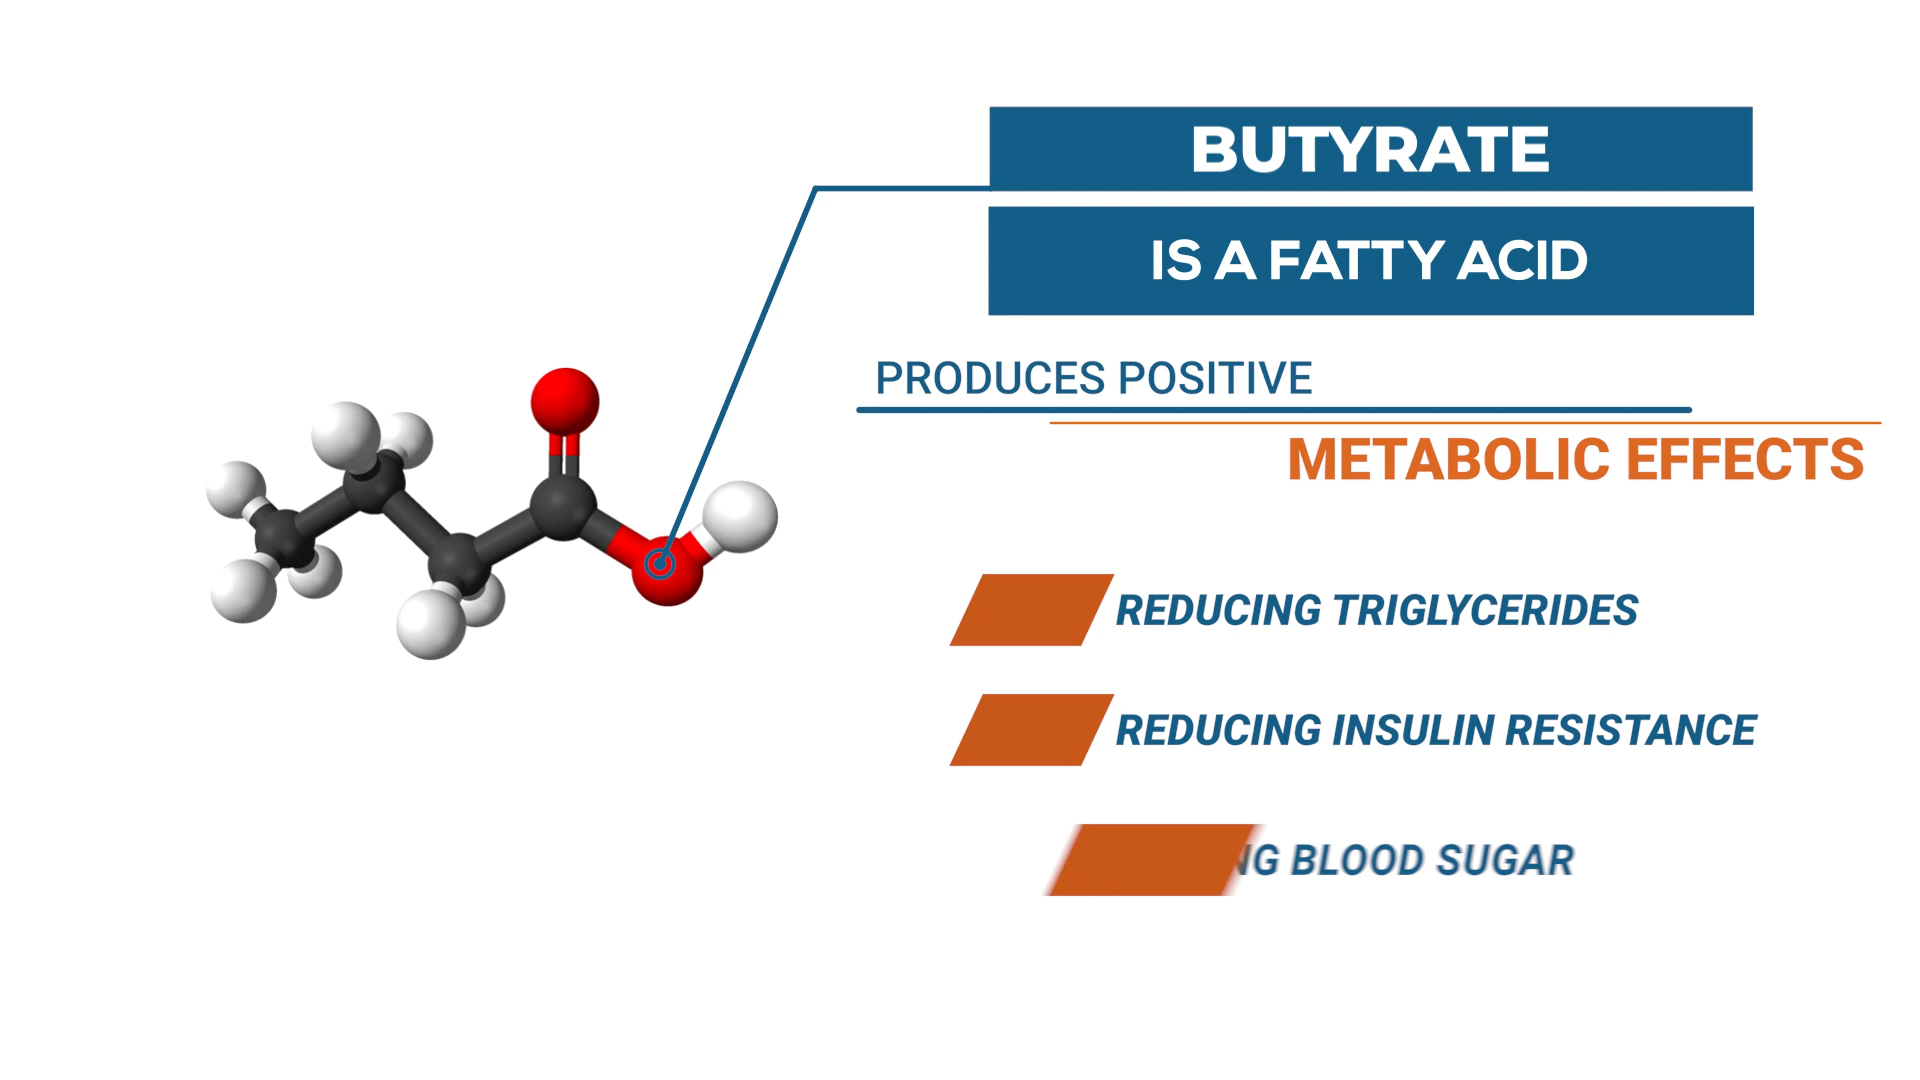 BUTYRATE
IS A FATTY ACID
PRODUCES POSITIVE
METABOLIC EFFECTS
REDUCING TRIGLYCERIDES
REDUCING INSULIN RESISTANCE
BLOOD SUGAR